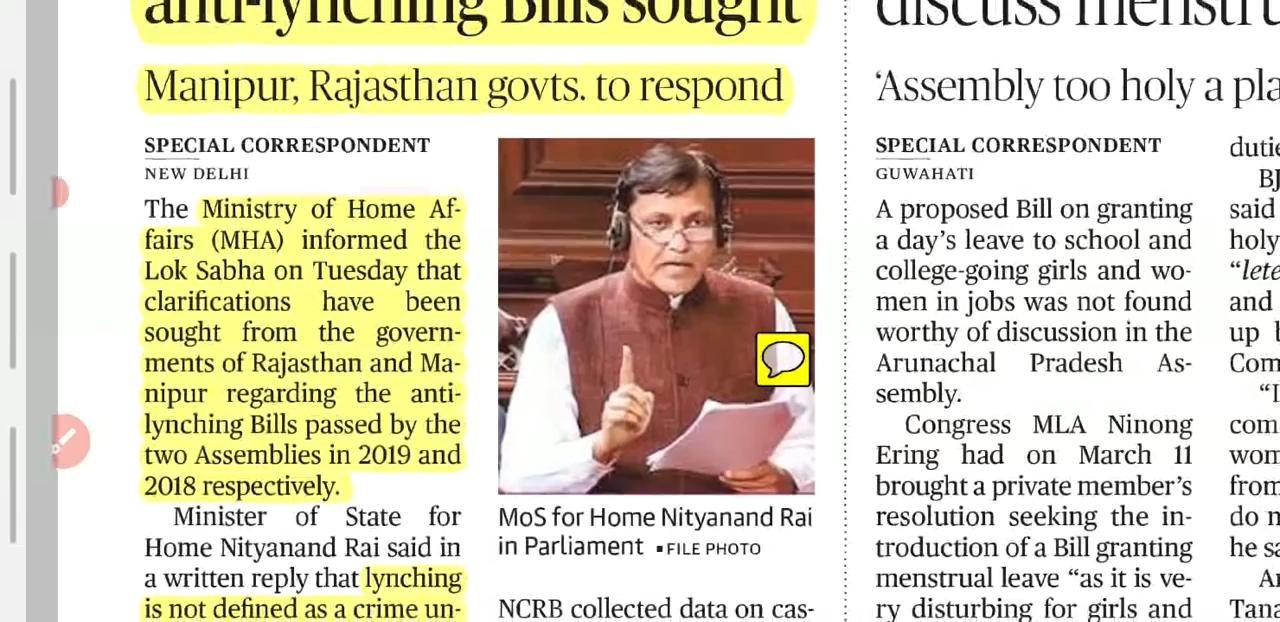 anti-lynching Bills sought
Manipur, Rajasthan govts. to respond
SPECIAL CORRESPONDENT
NEW DELHI
The Ministry of Home Af-
fairs (MHA) informed the
Lok Sabha on Tuesday that
clarifications have been
sought from the govern-
ments of Rajasthan and Ma-
nipur regarding the anti-
lynching Bills passed by the
two Assemblies in 2019 and
2018 respectively.
Minister of State for
Home Nityanand Rai said in
a written reply that lynching
is not defined as a crime un-
MoS for Home Nityanand Rai
in Parliament ▪FILE PHOTO
NCRB collected data on cas-
discuss
‘Assembly too holy a
SPECIAL CORRESPONDENT
GUWAHATI
A proposed Bill on granting
a day’s leave to school and
college-going girls and wo-
men in jobs was not found
worthy of discussion in the
Arunachal Pradesh As-
sembly.
Congress MLA Ninong
Ering had on March 11
brought a private member’s
resolution seeking the in-
troduction of a Bill granting
menstrual leave “as it is ve-
ry disturbing for girls and
said
and
up
from
do
he